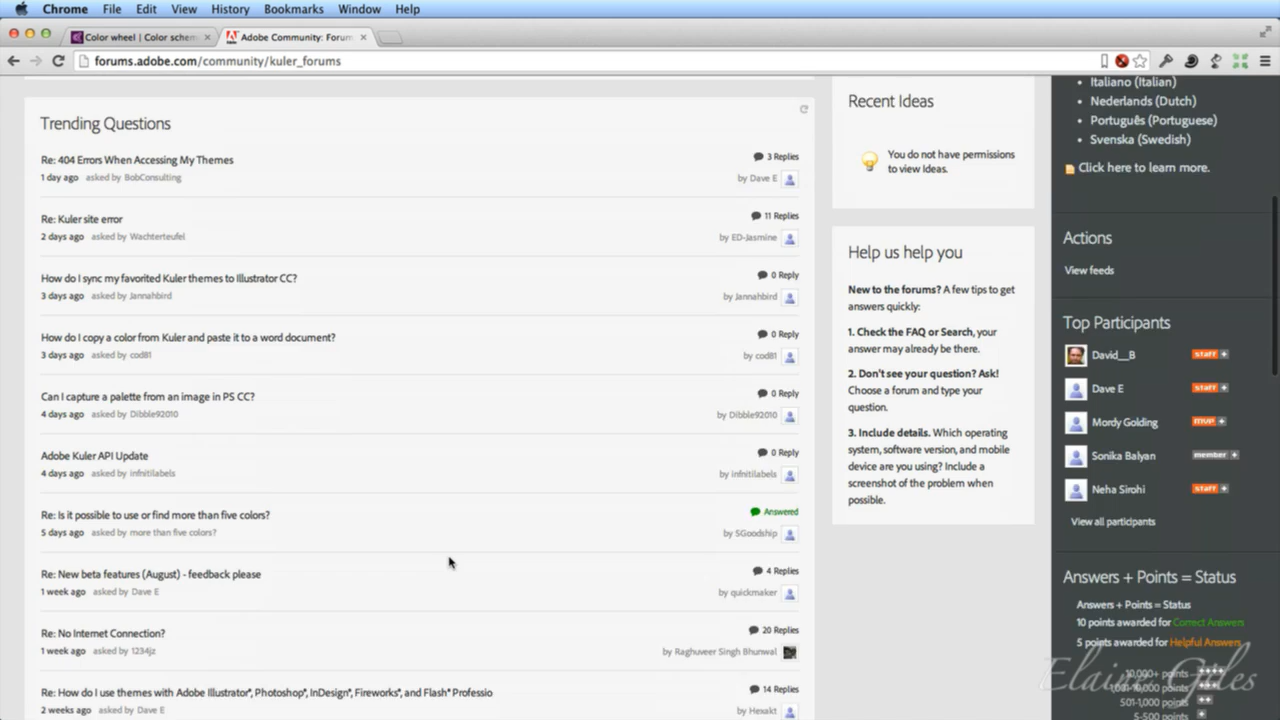 Chrome File Edit View History Bookmarks Window Help
Color wheel | Color schem
Adobe Community: Forum
forums.adobe.com/community/kuler_forums
Trending Questions
Re: 404 Errors When Accessing My Themes
3 Replies
1 day ago asked by BobConsulting
by Dave E
Re: Kuler site error
11 Replies
2 days ago asked by Wachterteufel
by ED-Jasmine
How do I sync my favorited Kuler themes to Illustrator CC?
0 Reply
3 days ago asked by Jannahbird
by Jannahbird
How do I copy a color from Kuler and paste it to a word document?
0 Reply
3 days ago asked by cod81
by cod81
Can I capture a palette from an image in PS CC?
0 Reply
4 days ago asked by Dibble92010
by Dibble92010
Adobe Kuler API Update
0 Reply
4 days ago asked by infnitilabels
by infnitilabels
Re: Is it possible to use or find more than five colors?
Answered
5 days ago asked by more than five colors?
by SGoodship
Re: New beta features (August) - feedback please
4 Replies
1 week ago asked by Dave E
by quickmaker
Re: No Internet Connection?
20 Replies
1 week ago asked by 1234jz
by Raghuveer Singh Bhunwal
Re: How do I use themes with Adobe Illustrator®, Photoshop®, InDesign®, Fireworks®, and Flash® Professio
14 Replies
2 weeks ago asked by Dave E
by Hexakt
Recent Ideas
You do not have permissions
to view Ideas.
Help us help you
New to the forums? A few tips to get
answers quickly:
1. Check the FAQ or Search, your
answer may already be there.
2. Don't see your question? Ask!
Choose a forum and type your
question.
3. Include details. Which operating
system, software version, and mobile
device are you using? Include a
screenshot of the problem when
possible.
Italiano (Italian)
Nederlands (Dutch)
Português (Portuguese)
Svenska (Swedish)
Click here to learn more.
Actions
View feeds
Top Participants
David__B staff +
Dave E staff +
Mordy Golding MVP +
Sonika Balyan member +
Neha Sirohi staff +
View all participants
Answers + Points = Status
Answers + Points = Status
10 points awarded for Correct Answers
5 points awarded for Helpful Answers
10,000+ points
1,001-10,000 points
501-1,000 points
5-500 points
Elaine Giles